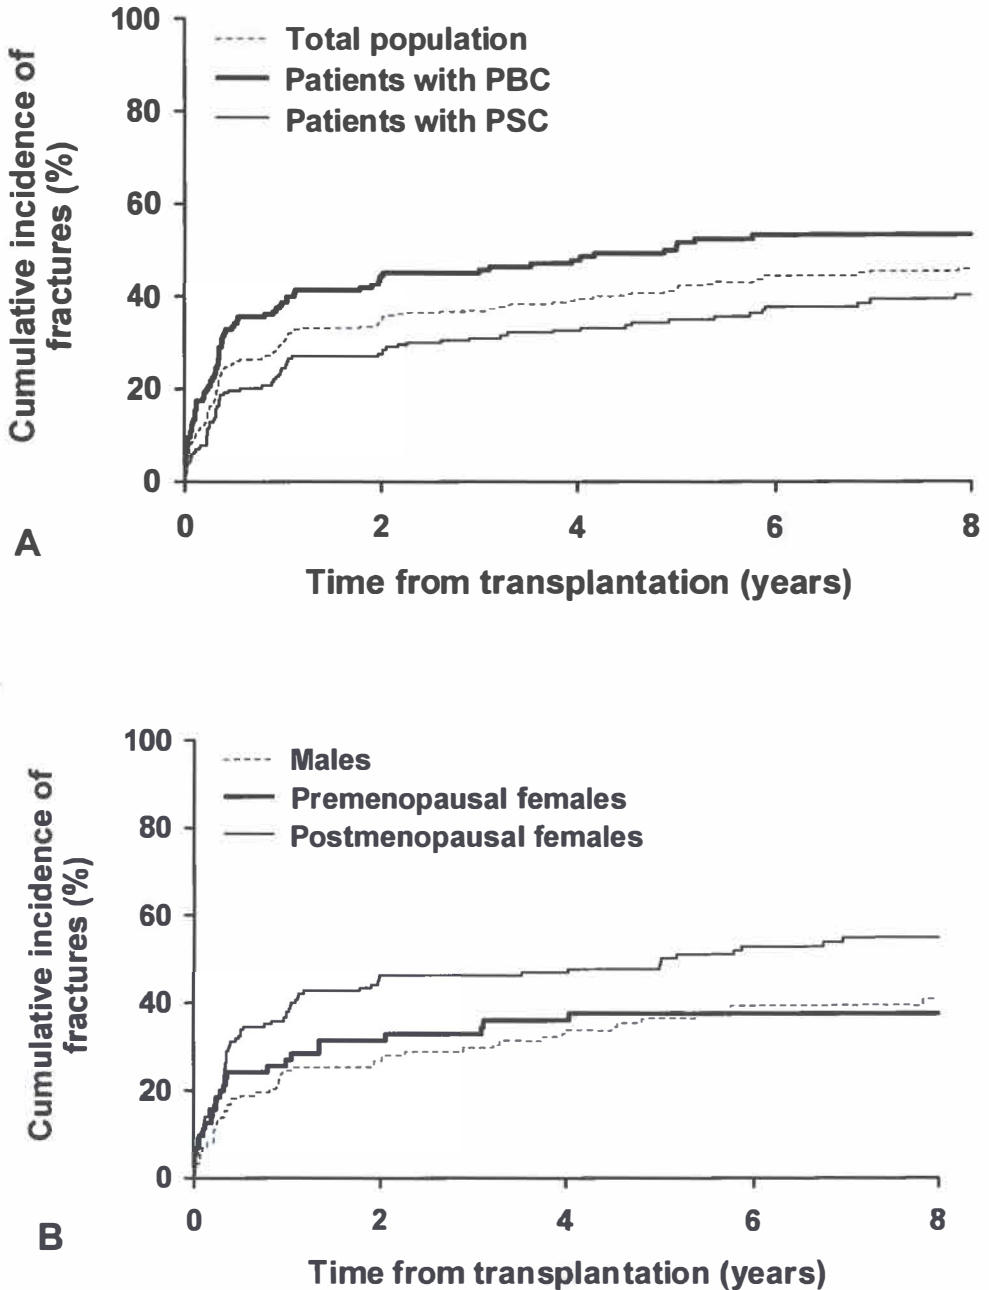 100
80
60
40
20
0
Cumulative incidence of
fractures (%)
Total population
Patients with PBC
Patients with PSC
0 2 4 6 8
A
Time from transplantation (years)
100
80
60
40
20
0
Cumulative incidence of
fractures (%)
Males
Premenopausal females
Postmenopausal females
0 2 4 6 8
B
Time from transplantation (years)